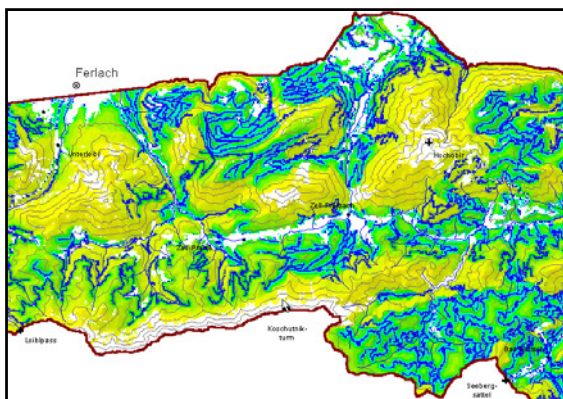 Ferlach
Unterloibl
Hochobir
Zell-Pfarre
Koschutnik-
turm
Loiblpass
Seeberg-
sattel